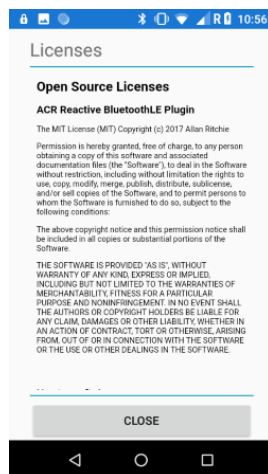 R 10:56
Licenses
Open Source Licenses
ACR Reactive BluetoothLE Plugin
The MIT License (MIT) Copyright (c) 2017 Allan Ritchie
Permission is hereby granted, free of charge, to any person
obtaining a copy of this software and associated
documentation files (the "Software"), to deal in the Software
without restriction, including without limitation the rights to
use, copy, modify, merge, publish, distribute, sublicense,
and/or sell copies of the Software, and to permit persons to
whom the Software is furnished to do so, subject to the
following conditions:
The above copyright notice and this permission notice shall
be included in all copies or substantial portions of the
Software.
THE SOFTWARE IS PROVIDED "AS IS", WITHOUT
WARRANTY OF ANY KIND, EXPRESS OR IMPLIED,
INCLUDING BUT NOT LIMITED TO THE WARRANTIES OF
MERCHANTABILITY, FITNESS FOR A PARTICULAR
PURPOSE AND NONINFRINGEMENT. IN NO EVENT SHALL
THE AUTHORS OR COPYRIGHT HOLDERS BE LIABLE FOR
ANY CLAIM, DAMAGES OR OTHER LIABILITY, WHETHER IN
AN ACTION OF CONTRACT, TORT OR OTHERWISE, ARISING
FROM, OUT OF OR IN CONNECTION WITH THE SOFTWARE
OR THE USE OR OTHER DEALINGS IN THE SOFTWARE.
CLOSE